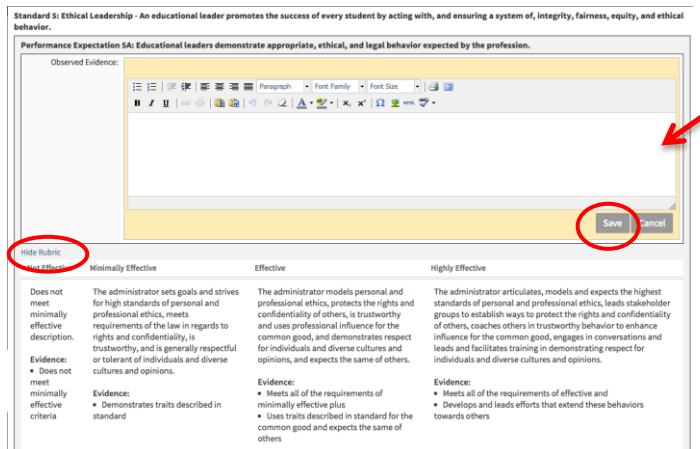 Standard 5: Ethical Leadership - An educational leader promotes the success of every student by acting with, and ensuring a system of, integrity, fairness, equity, and ethical
behavior.
Performance Expectation 5A: Educational leaders demonstrate appropriate, ethical, and legal behavior expected by the profession.
Observed Evidence:
Paragraph Font Family Font Size
B I U A ab x, x' Ω HTML
Save Cancel
Hide Rubric
Not Effective Minimally Effective Effective Highly Effective
Does not
meet
minimally
effective
description.
Evidence:
• Does not
meet
minimally
effective
criteria
The administrator sets goals and strives
for high standards of personal and
professional ethics, meets
requirements of the law in regards to
rights and confidentiality, is
trustworthy, and is generally respectful
or tolerant of individuals and diverse
cultures and opinions.
Evidence:
• Demonstrates traits described in
standard
The administrator models personal and
professional ethics, protects the rights and
confidentiality of others, is trustworthy
and uses professional influence for the
common good, and demonstrates respect
for individuals and diverse cultures and
opinions, and expects the same of others.
Evidence:
• Meets all of the requirements of
minimally effective plus
• Uses traits described in standard for the
common good and expects the same of
others
The administrator articulates, models and expects the highest
standards of personal and professional ethics, leads stakeholder
groups to establish ways to protect the rights and confidentiality
of others, coaches others in trustworthy behavior to enhance
influence for the common good, engages in conversations and
leads and facilitates training in demonstrating respect for
individuals and diverse cultures and opinions.
Evidence:
• Meets all of the requirements of effective and
• Develops and leads efforts that extend these behaviors
towards others